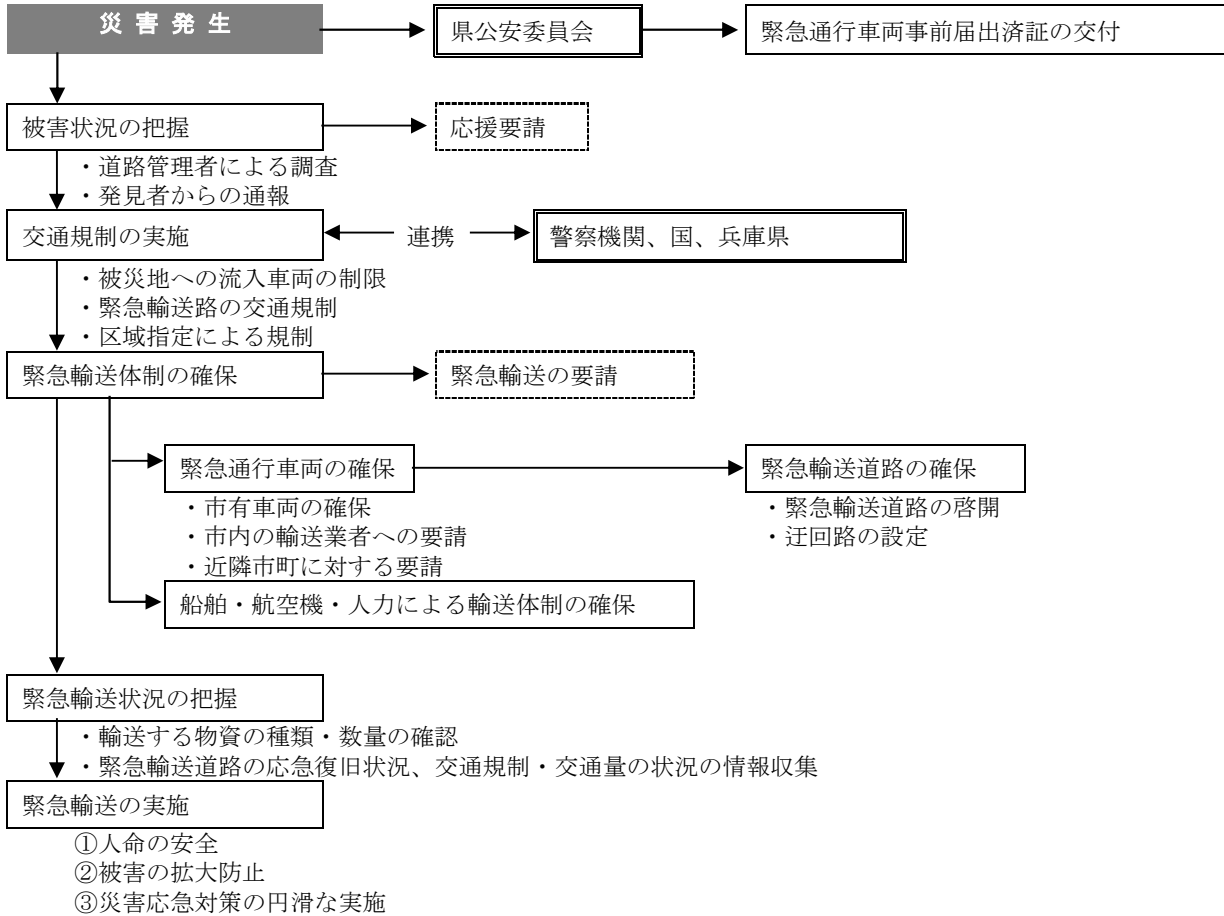 災害発生
県公安委員会
緊急通行車両事前届出済証の交付
被害状況の把握
応援要請
・道路管理者による調査
・発見者からの通報
交通規制の実施
連携
警察機関、国、兵庫県
・被災地への流入車両の制限
・緊急輸送路の交通規制
・区域指定による規制
緊急輸送体制の確保
緊急輸送の要請
緊急通行車両の確保
緊急輸送道路の確保
・市有車両の確保
・緊急輸送道路の啓開
・市内の輸送業者への要請
・迂回路の設定
・近隣市町に対する要請
船舶・航空機・人力による輸送体制の確保
緊急輸送状況の把握
・輸送する物資の種類・数量の確認
・緊急輸送道路の応急復旧状況、交通規制・交通量の状況の情報収集
緊急輸送の実施
①人命の安全
②被害の拡大防止
③災害応急対策の円滑な実施